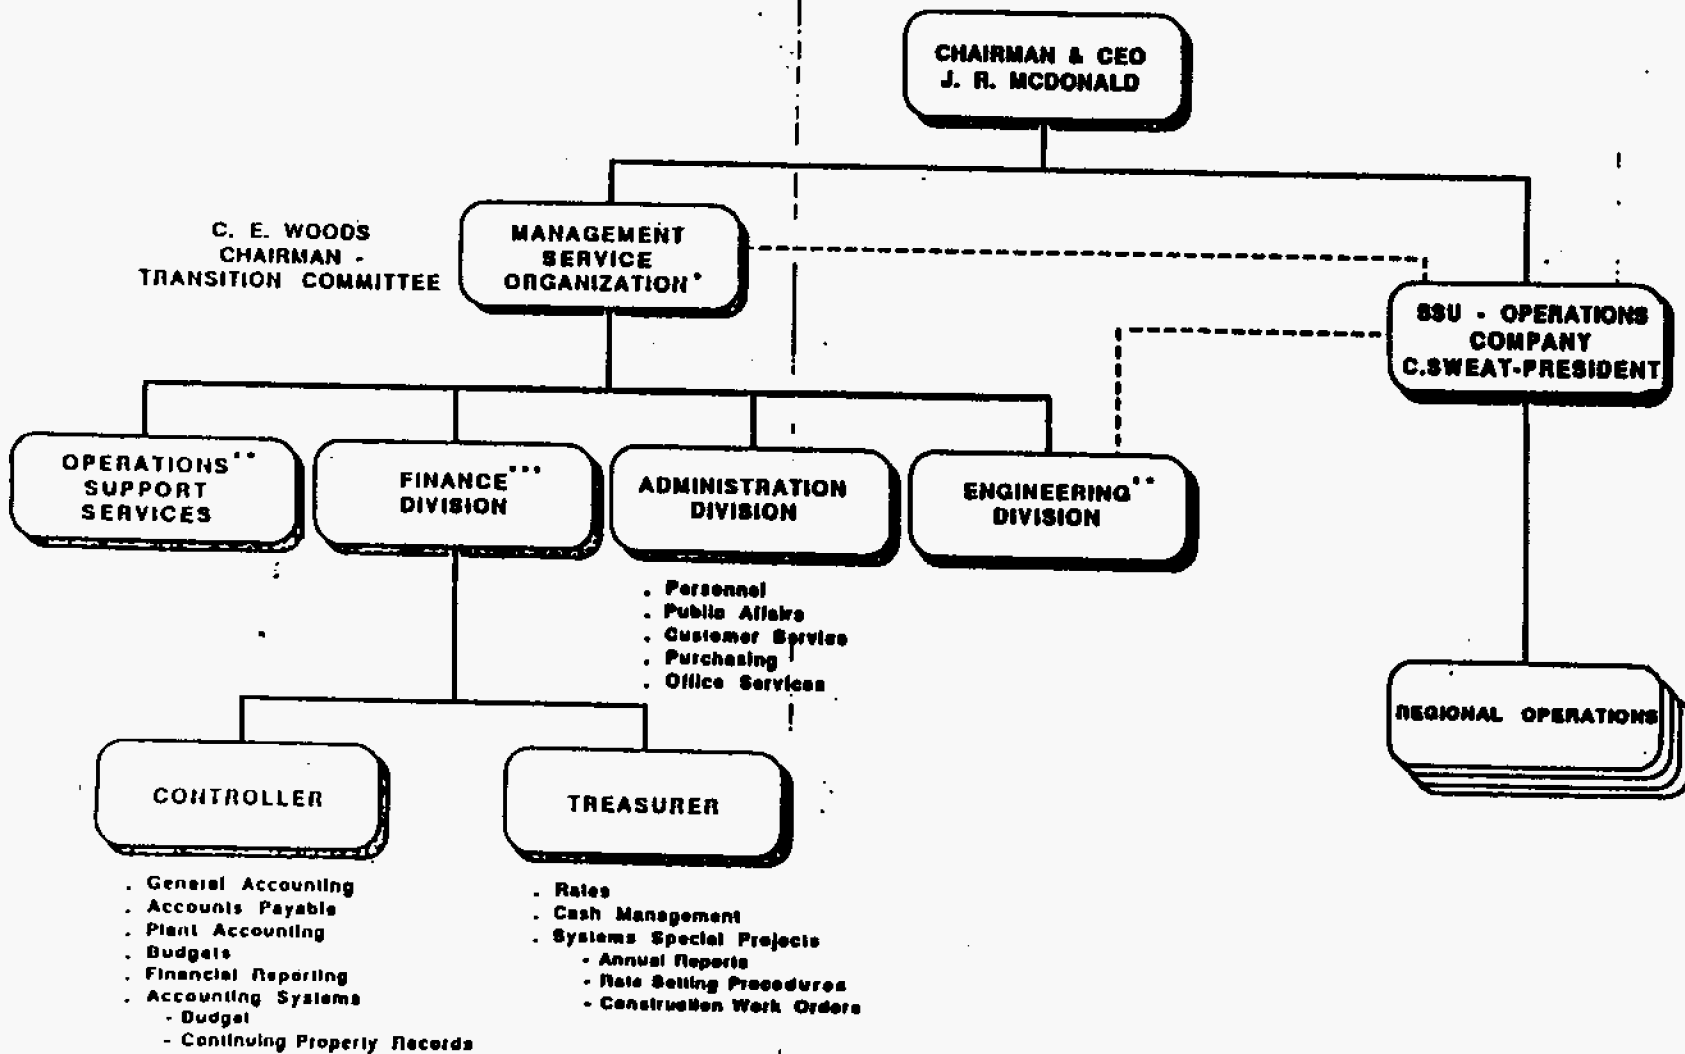 CHAIRMAN & CEO
J. R. MCDONALD
C. E. WOODS
CHAIRMAN -
TRANSITION COMMITTEE
MANAGEMENT
SERVICE
ORGANIZATION*
SSU - OPERATIONS
COMPANY
C.SWEAT-PRESIDENT
OPERATIONS**
SUPPORT
SERVICES
FINANCE***
DIVISION
ADMINISTRATION
DIVISION
ENGINEERING**
DIVISION
. Personnel
. Public Affairs
. Customer Service
. Purchasing
. Office Services
REGIONAL OPERATIONS
CONTROLLER
TREASURER
. General Accounting
. Accounts Payable
. Plant Accounting
. Budgets
. Financial Reporting
. Accounting Systems
- Budget
- Continuing Property Records
. Rates
. Cash Management
. Systems Special Projects
- Annual Reports
- Rate Setting Procedures
- Construction Work Orders